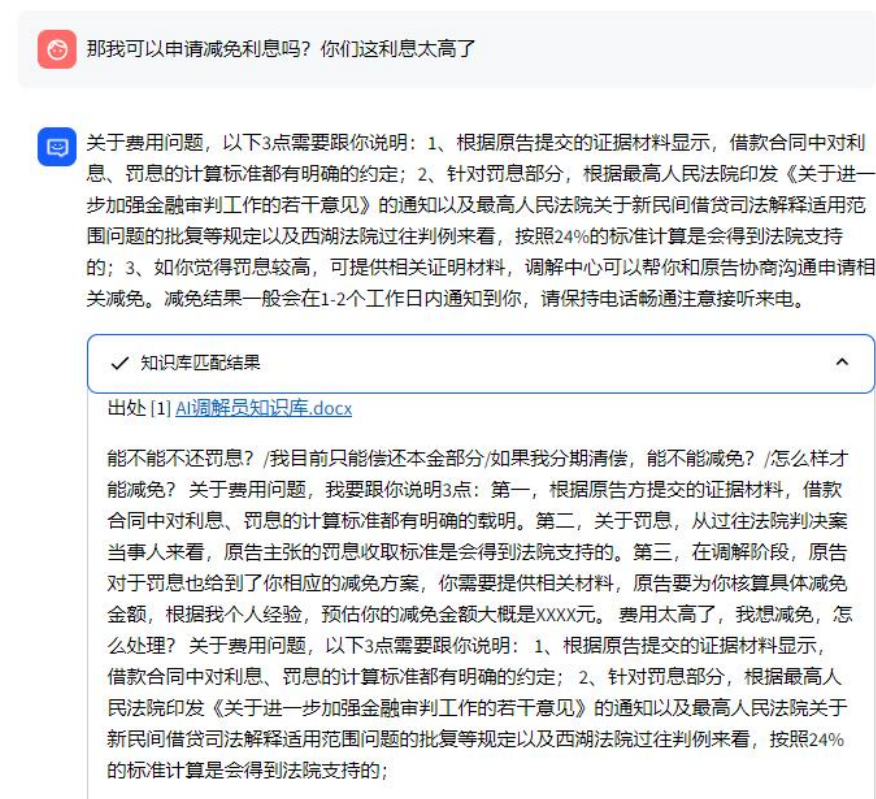 那我可以申请减免利息吗？你们这利息太高了
关于费用问题，以下3点需要跟你说明：1、根据原告提交的证据材料显示，借款合同中对利
息、罚息的计算标准都有明确的约定；2、针对罚息部分，根据最高人民法院印发《关于进一
步加强金融审判工作的若干意见》的通知以及最高人民法院关于新民间借贷司法解释适用范
围问题的批复等规定以及西湖法院过往判例来看，按照24%的标准计算是会得到法院支持
的；3、如你觉得罚息较高，可提供相关证明材料，调解中心可以帮你和原告协商沟通申请相
关减免。减免结果一般会在1-2个工作日内通知到你，请保持电话畅通注意接听来电。
知识库匹配结果
出处 [1] AI调解员知识库.docx
能不能不还罚息？/我目前只能偿还本金部分/如果我分期清偿，能不能减免？/怎么样才
能减免？ 关于费用问题，我要跟你说明3点：第一，根据原告方提交的证据材料，借款
合同中对利息、罚息的计算标准都有明确的载明。第二，关于罚息，从过往法院判决案
当事人来看，原告主张的罚息收取标准是会得到法院支持的。第三，在调解阶段，原告
对于罚息也给到了你相应的减免方案，你需要提供相关材料，原告要为你核算具体减免
金额，根据我个人经验，预估你的减免金额大概是XXXX元。 费用太高了，我想减免，怎
么处理？ 关于费用问题，以下3点需要跟你说明： 1、根据原告提交的证据材料显示，
借款合同中对利息、罚息的计算标准都有明确的约定； 2、针对罚息部分，根据最高人
民法院印发《关于进一步加强金融审判工作的若干意见》的通知以及最高人民法院关于
新民间借贷司法解释适用范围问题的批复等规定以及西湖法院过往判例来看，按照24%
的标准计算是会得到法院支持的；